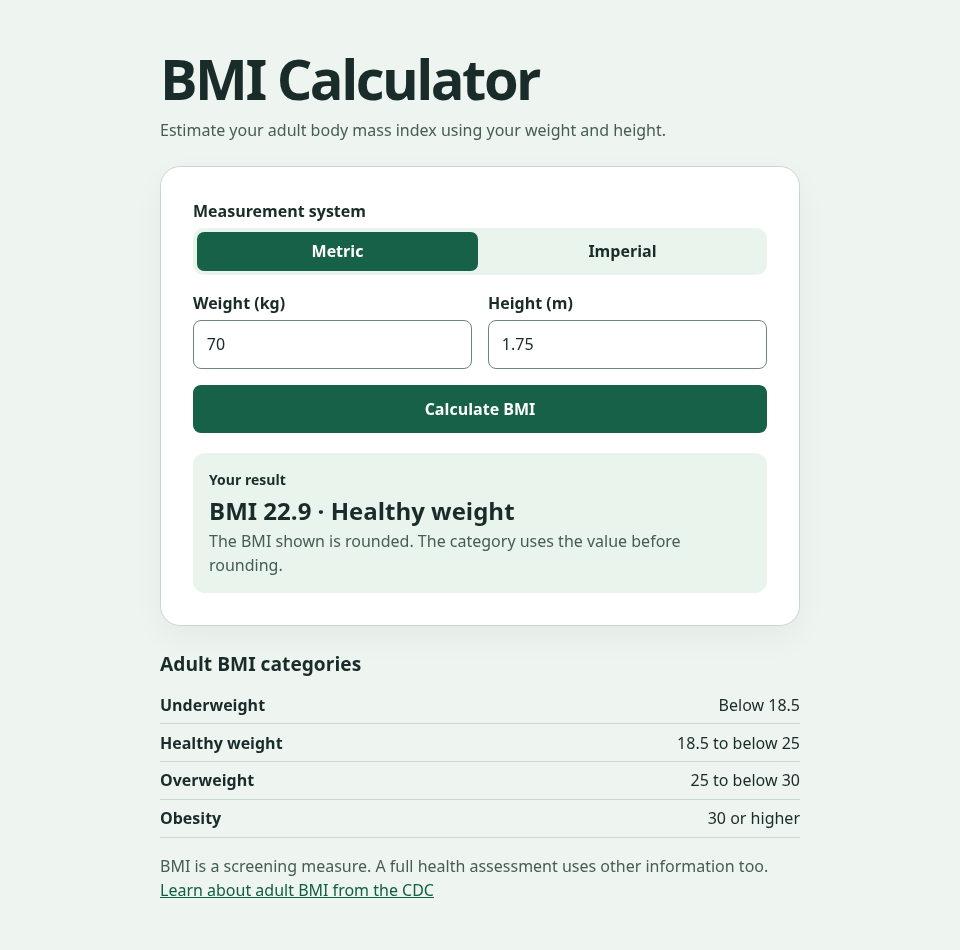 BMI Calculator
Estimate your adult body mass index using your weight and height.
Measurement system
Metric
Imperial
Weight (kg)
Height (m)
70
1.75
Calculate BMI
Your result
BMI 22.9 · Healthy weight
The BMI shown is rounded. The category uses the value before
rounding.
Adult BMI categories
Underweight
Below 18.5
Healthy weight
18.5 to below 25
Overweight
25 to below 30
Obesity
30 or higher
BMI is a screening measure. A full health assessment uses other information too.
Learn about adult BMI from the CDC